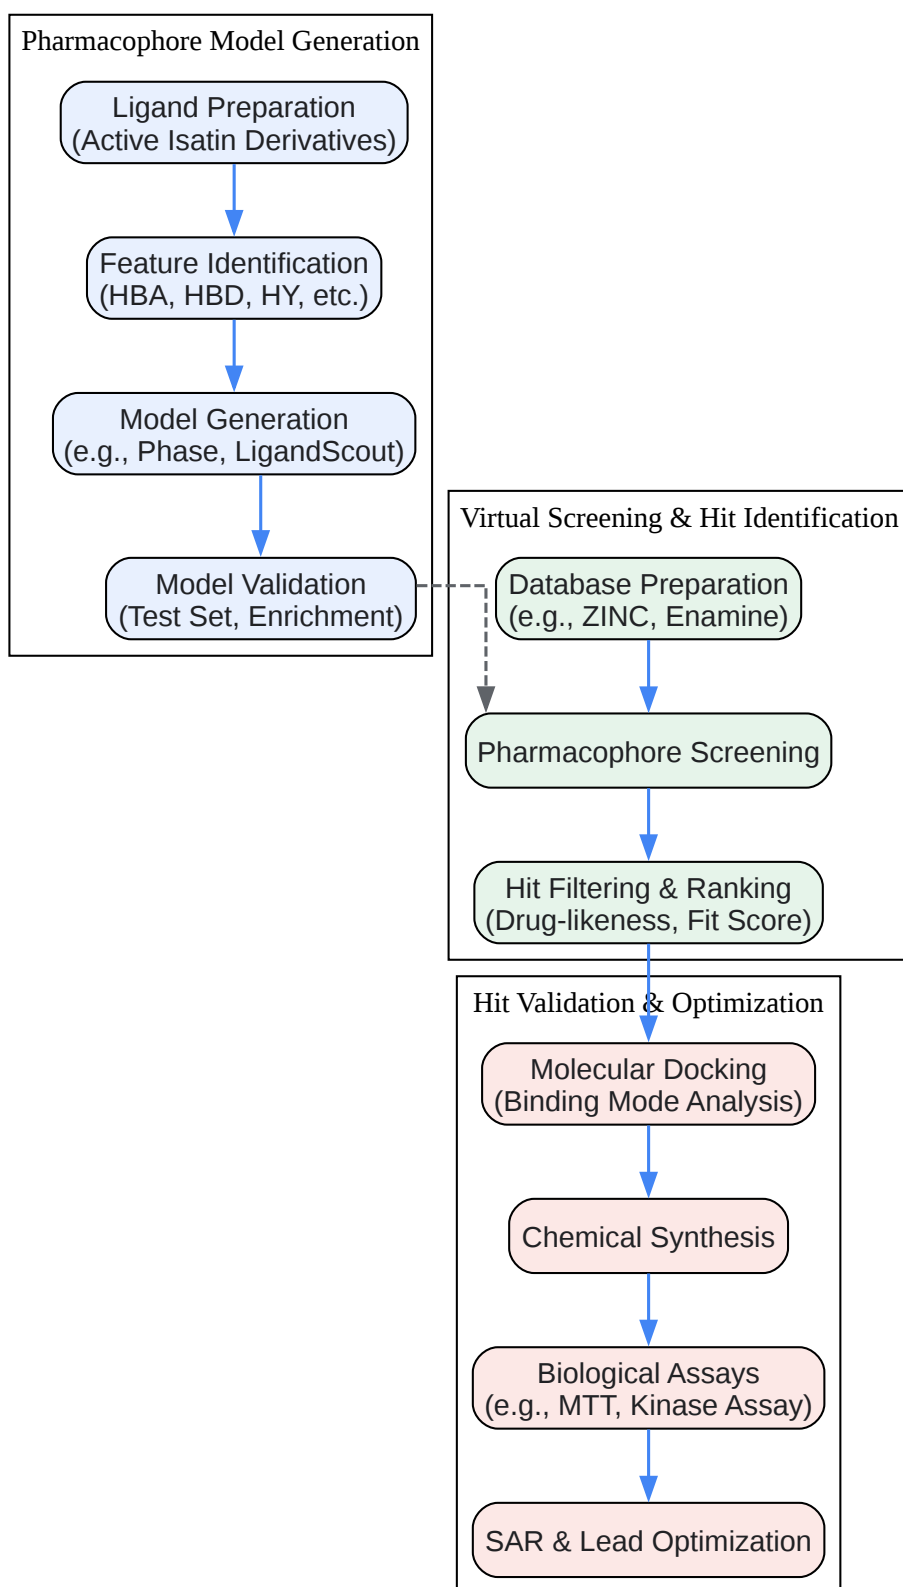 Pharmacophore Model Generation
Ligand Preparation
(Active Isatin Derivatives)
Feature Identification
(HBA, HBD, HY, etc.)
Model Generation
(e.g., Phase, LigandScout)
Model Validation
(Test Set, Enrichment)
Virtual Screening & Hit Identification
Database Preparation
(e.g., ZINC, Enamine)
Pharmacophore Screening
Hit Filtering & Ranking
(Drug-likeness, Fit Score)
Hit Validation & Optimization
Molecular Docking
(Binding Mode Analysis)
Chemical Synthesis
Biological Assays
(e.g., MTT, Kinase Assay)
SAR & Lead Optimization